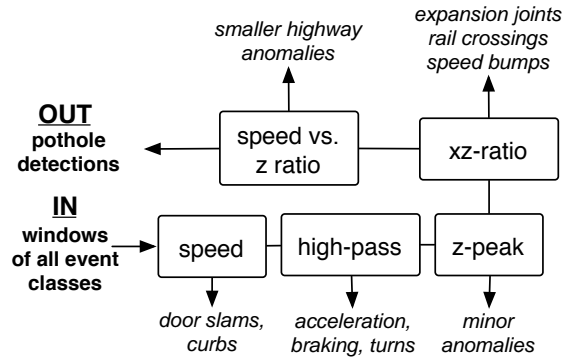 smaller highway
anomalies
expansion joints
rail crossings
speed bumps
OUT
pothole
detections
speed vs.
z ratio
xz-ratio
IN
windows
of all event
classes
speed
high-pass
z-peak
door slams,
curbs
acceleration,
braking, turns
minor
anomalies